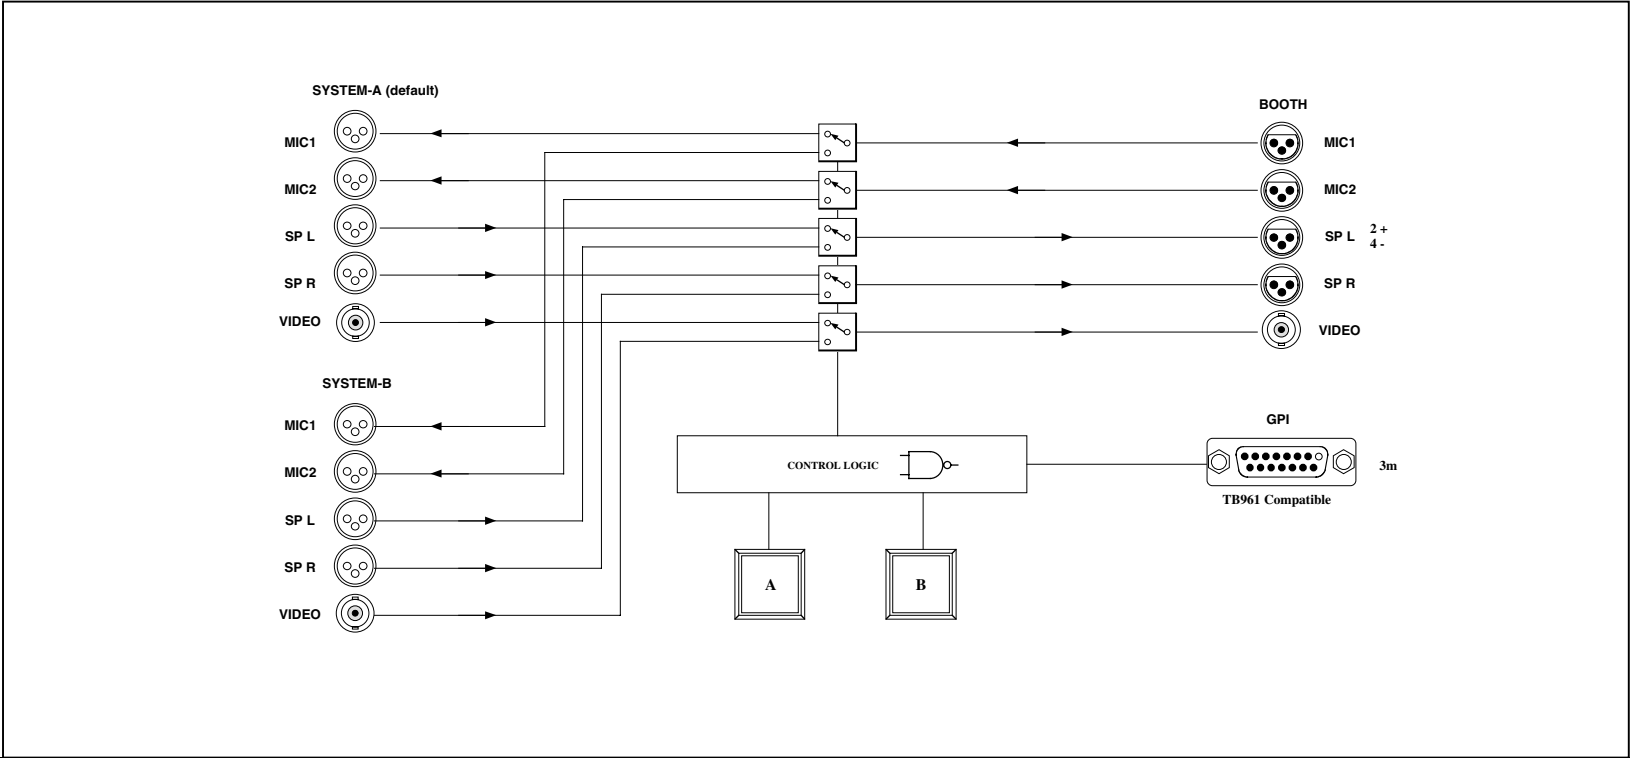 SYSTEM-A (default)
MIC1
MIC2
SP L
SP R
VIDEO
SYSTEM-B
MIC1
MIC2
SP L
SP R
VIDEO
CONTROL LOGIC
A
B
BOOTH
MIC1
MIC2
SP L
2 +
4 -
SP R
VIDEO
GPI
3m
TB961 Compatible